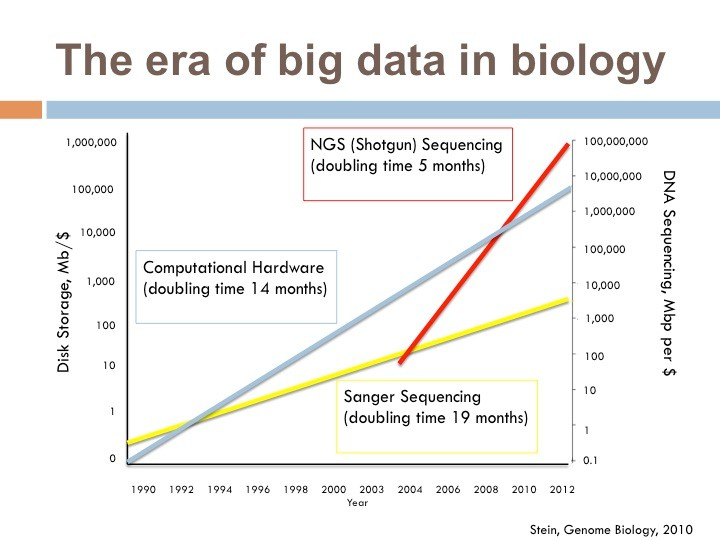 The era of big data in biology
NGS (Shotgun) Sequencing
(doubling time 5 months)
Computational Hardware
(doubling time 14 months)
Sanger Sequencing
(doubling time 19 months)
Disk Storage, Mb/$
1,000,000
100,000
10,000
1,000
100
10
1
0
100,000,000
10,000,000
1,000,000
100,000
10,000
1,000
100
10
1
0.1
DNA Sequencing, Mbp per $
1990 1992 1994 1996 1998 2000 2003 2004 2006 2008 2010 2012
Year
Stein, Genome Biology, 2010